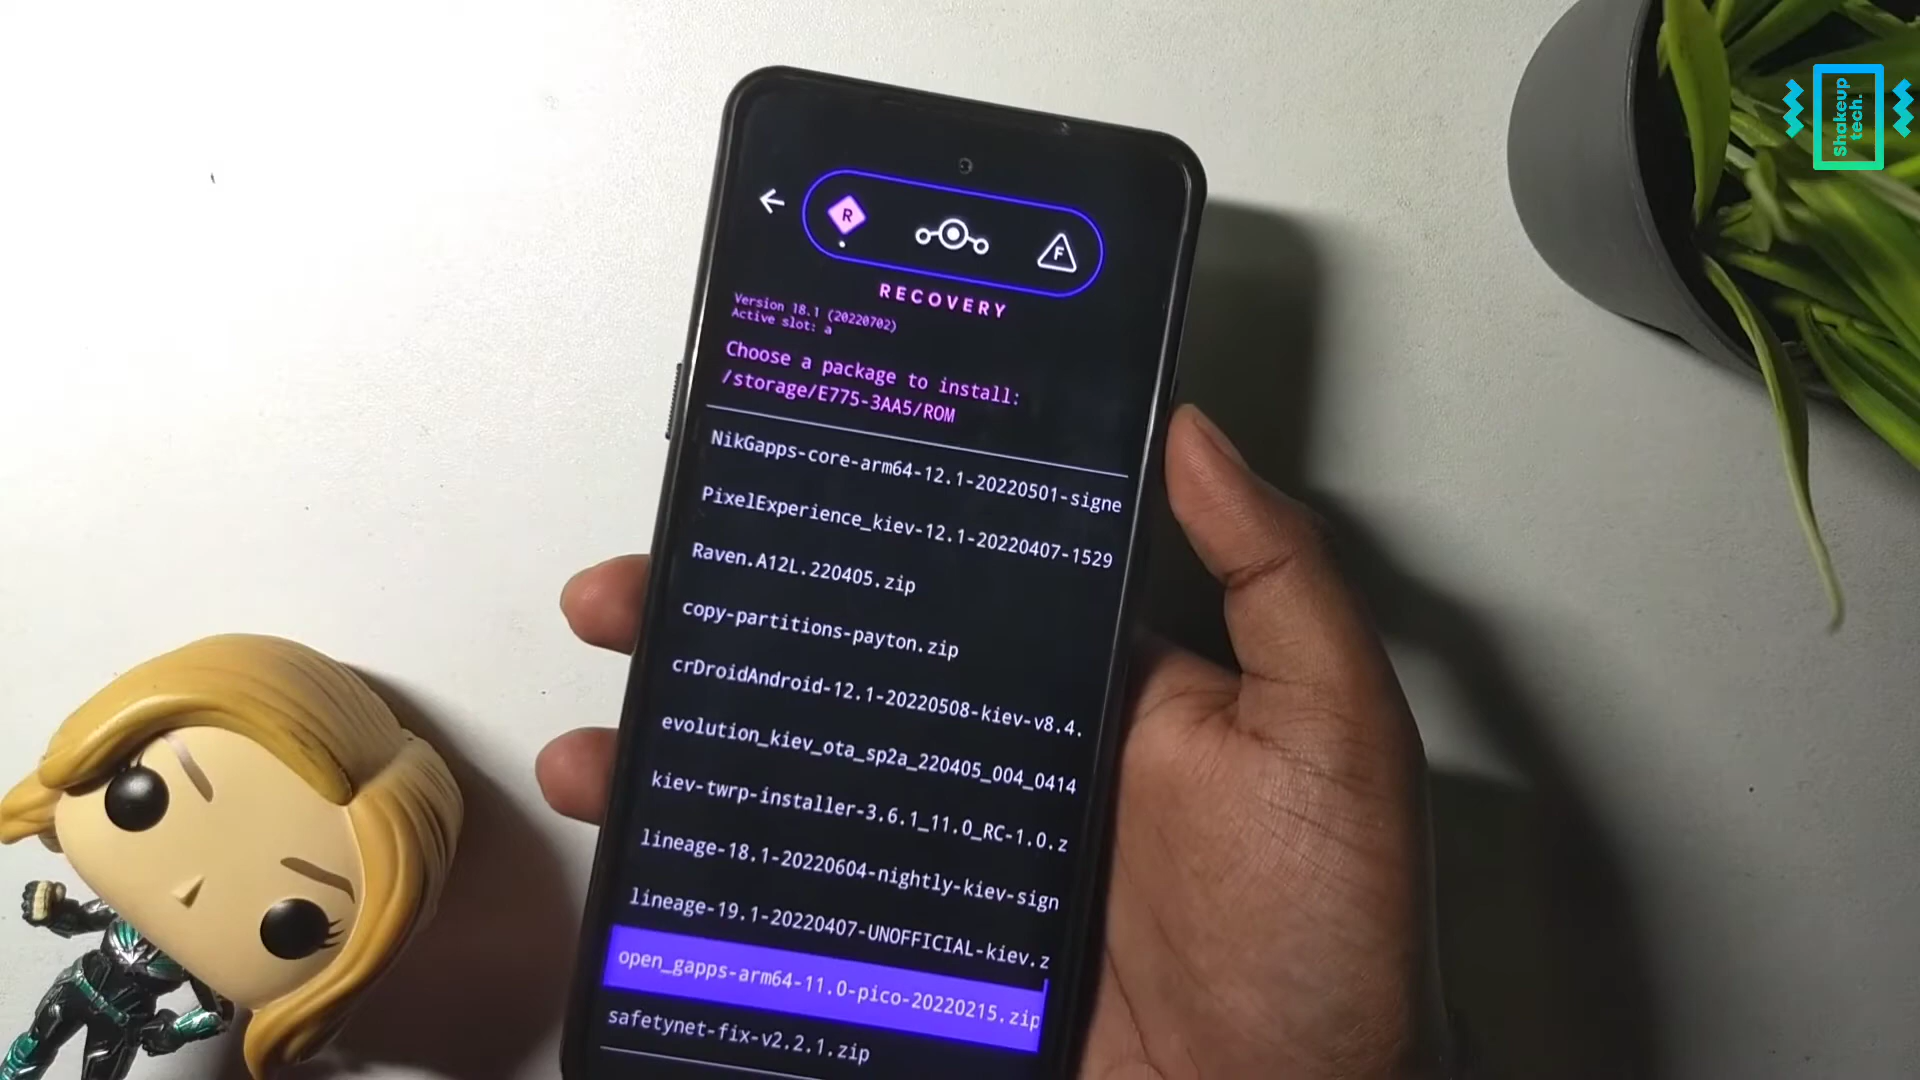 R
F
RECOVERY
Version 18.1 (20220702)
Active slot: a
Choose a package to install:
/storage/E775-3AA5/ROM
NikGapps-core-arm64-12.1-20220501-signe
PixelExperience_kiev-12.1-20220407-1529
Raven.A12L.220405.zip
copy-partitions-payton.zip
crDroidAndroid-12.1-20220508-kiev-v8.4.
evolution_kiev_ota_sp2a_220405_004_0414
kiev-twrp-installer-3.6.1_11.0_RC-1.0.z
lineage-18.1-20220604-nightly-kiev-sign
lineage-19.1-20220407-UNOFFICIAL-kiev.z
open_gapps-arm64-11.0-pico-20220215.zip
safetynet-fix-v2.2.1.zip
Shakeup
tech.